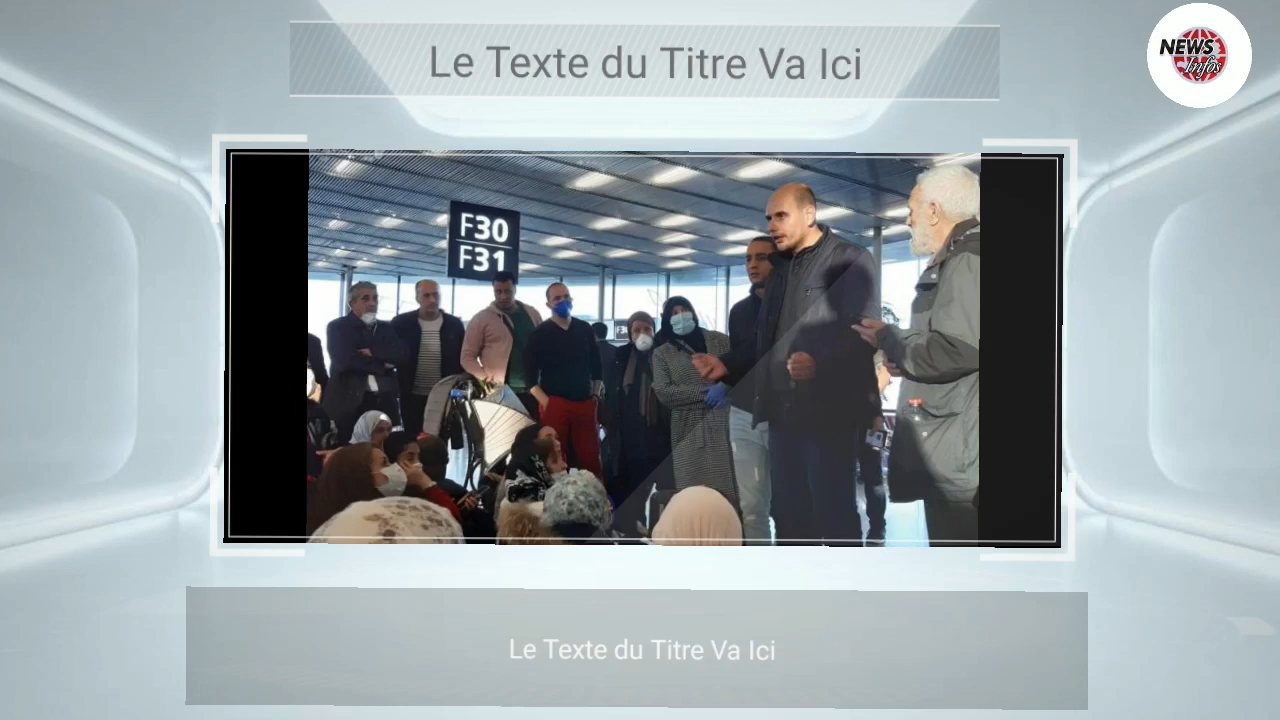 Le Texte du Titre Va Ici
NEWS
Infos
F30
F31
Le Texte du Titre Va Ici